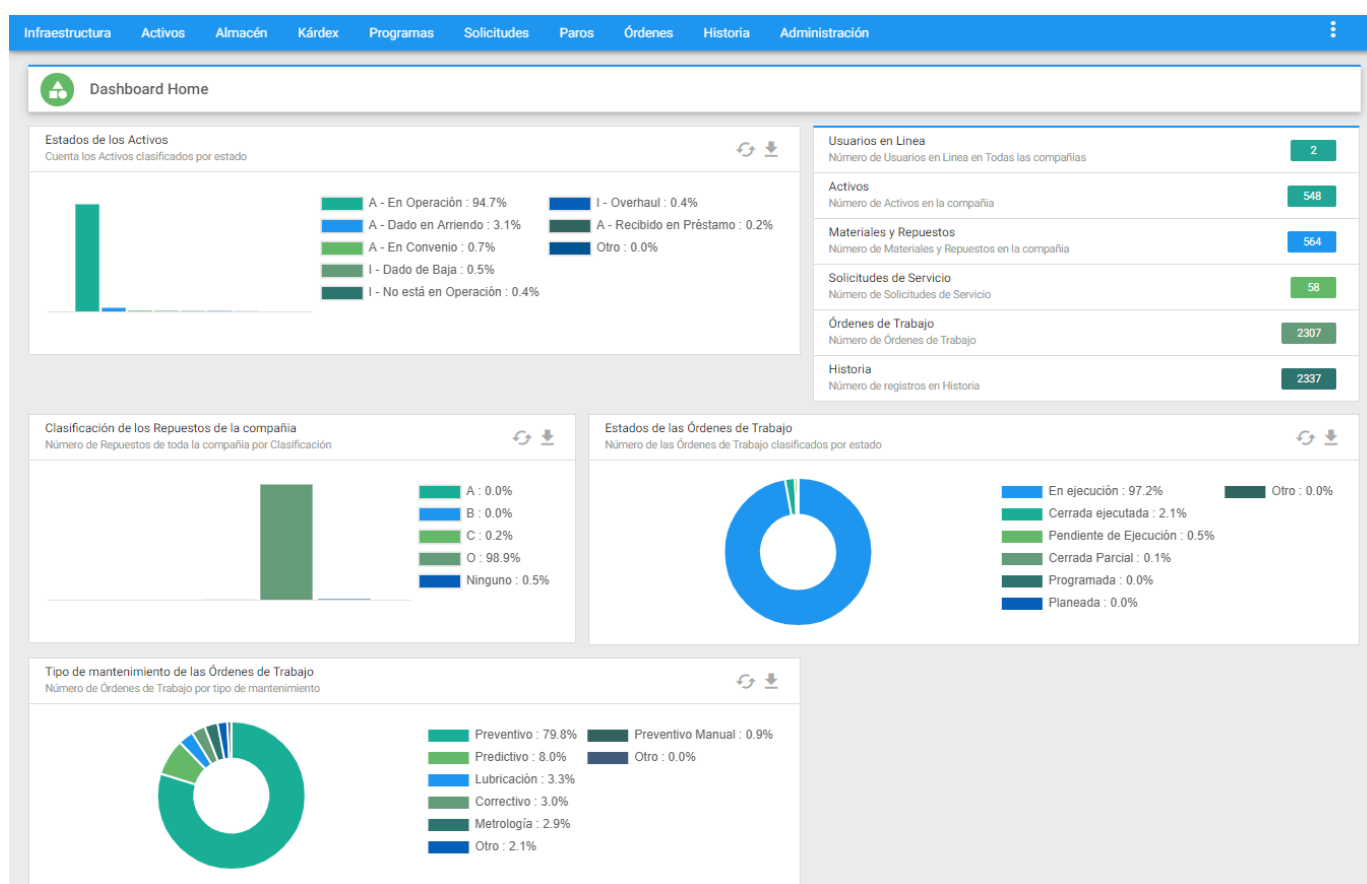 Infraestructura Activos Almacén Kárdex Programas Solicitudes Paros Órdenes Historia Administración
Dashboard Home
Estados de los Activos
Cuenta los Activos clasificados por estado
A - En Operación : 94.7%
A - Dado en Arriendo : 3.1%
A - En Convenio : 0.7%
I - Dado de Baja : 0.5%
I - No está en Operación : 0.4%
I - Overhaul : 0.4%
A - Recibido en Préstamo : 0.2%
Otro : 0.0%
Usuarios en Linea
Número de Usuarios en Linea en Todas las compañias
2
Activos
Número de Activos en la compañia
548
Materiales y Repuestos
Número de Materiales y Repuestos en la compañia
564
Solicitudes de Servicio
Número de Solicitudes de Servicio
58
Órdenes de Trabajo
Número de Órdenes de Trabajo
2307
Historia
Número de registros en Historia
2337
Clasificación de los Repuestos de la compañia
Número de Repuestos de toda la compañia por Clasificación
A : 0.0%
B : 0.0%
C : 0.2%
O : 98.9%
Ninguno : 0.5%
Estados de las Órdenes de Trabajo
Número de las Órdenes de Trabajo clasificados por estado
En ejecución : 97.2%
Cerrada ejecutada : 2.1%
Pendiente de Ejecución : 0.5%
Cerrada Parcial : 0.1%
Programada : 0.0%
Planeada : 0.0%
Otro : 0.0%
Tipo de mantenimiento de las Órdenes de Trabajo
Número de Órdenes de Trabajo por tipo de mantenimiento
Preventivo : 79.8%
Predictivo : 8.0%
Lubricación : 3.3%
Correctivo : 3.0%
Metrología : 2.9%
Otro : 2.1%
Preventivo Manual : 0.9%
Otro : 0.0%